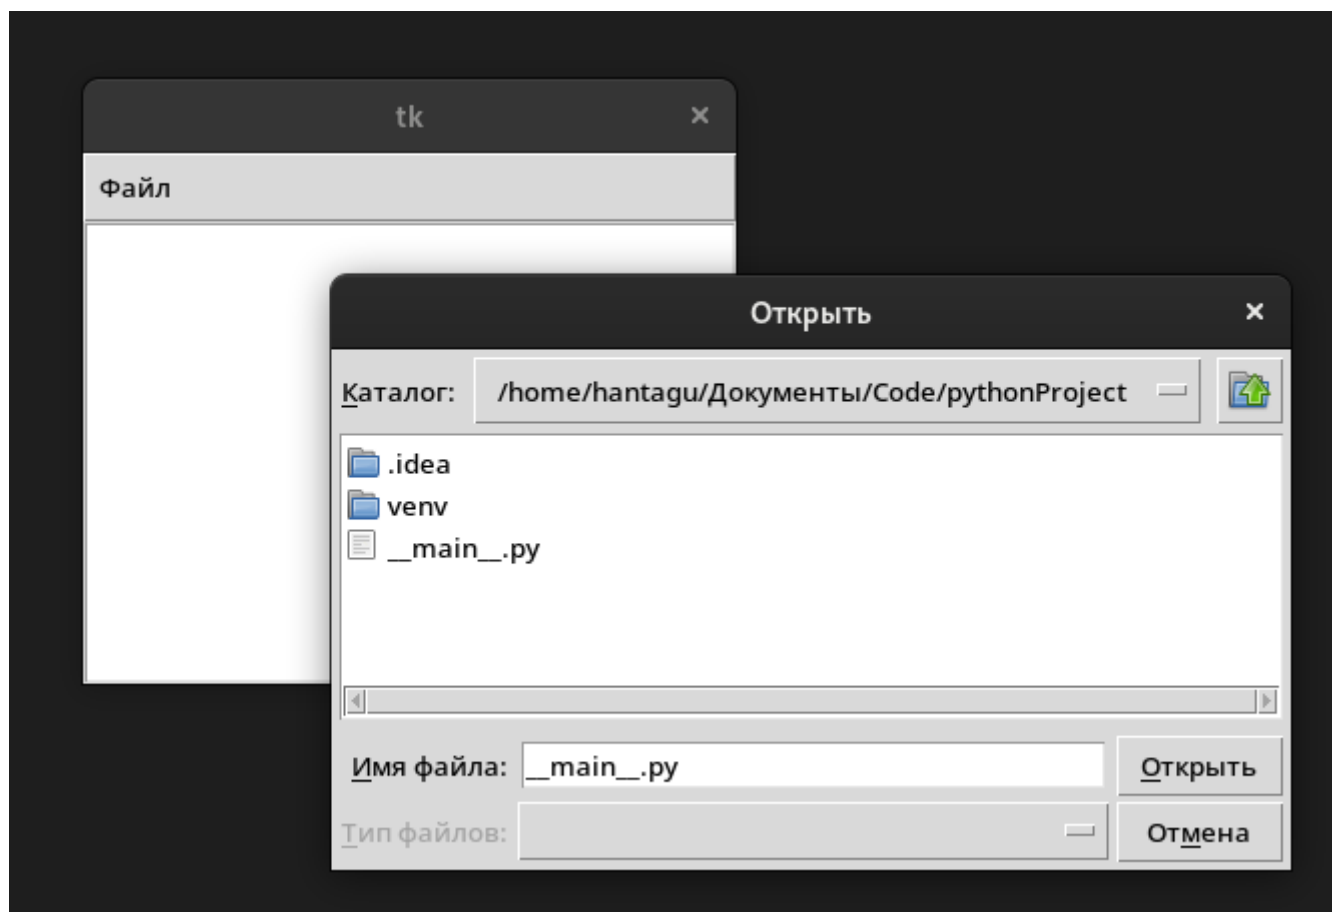 tk
Файл
Открыть
Каталог: /home/hantagu/Документы/Code/pythonProject
.idea
venv
__main__.py
Имя файла: __main__.py Открыть
Тип файлов: Отмена